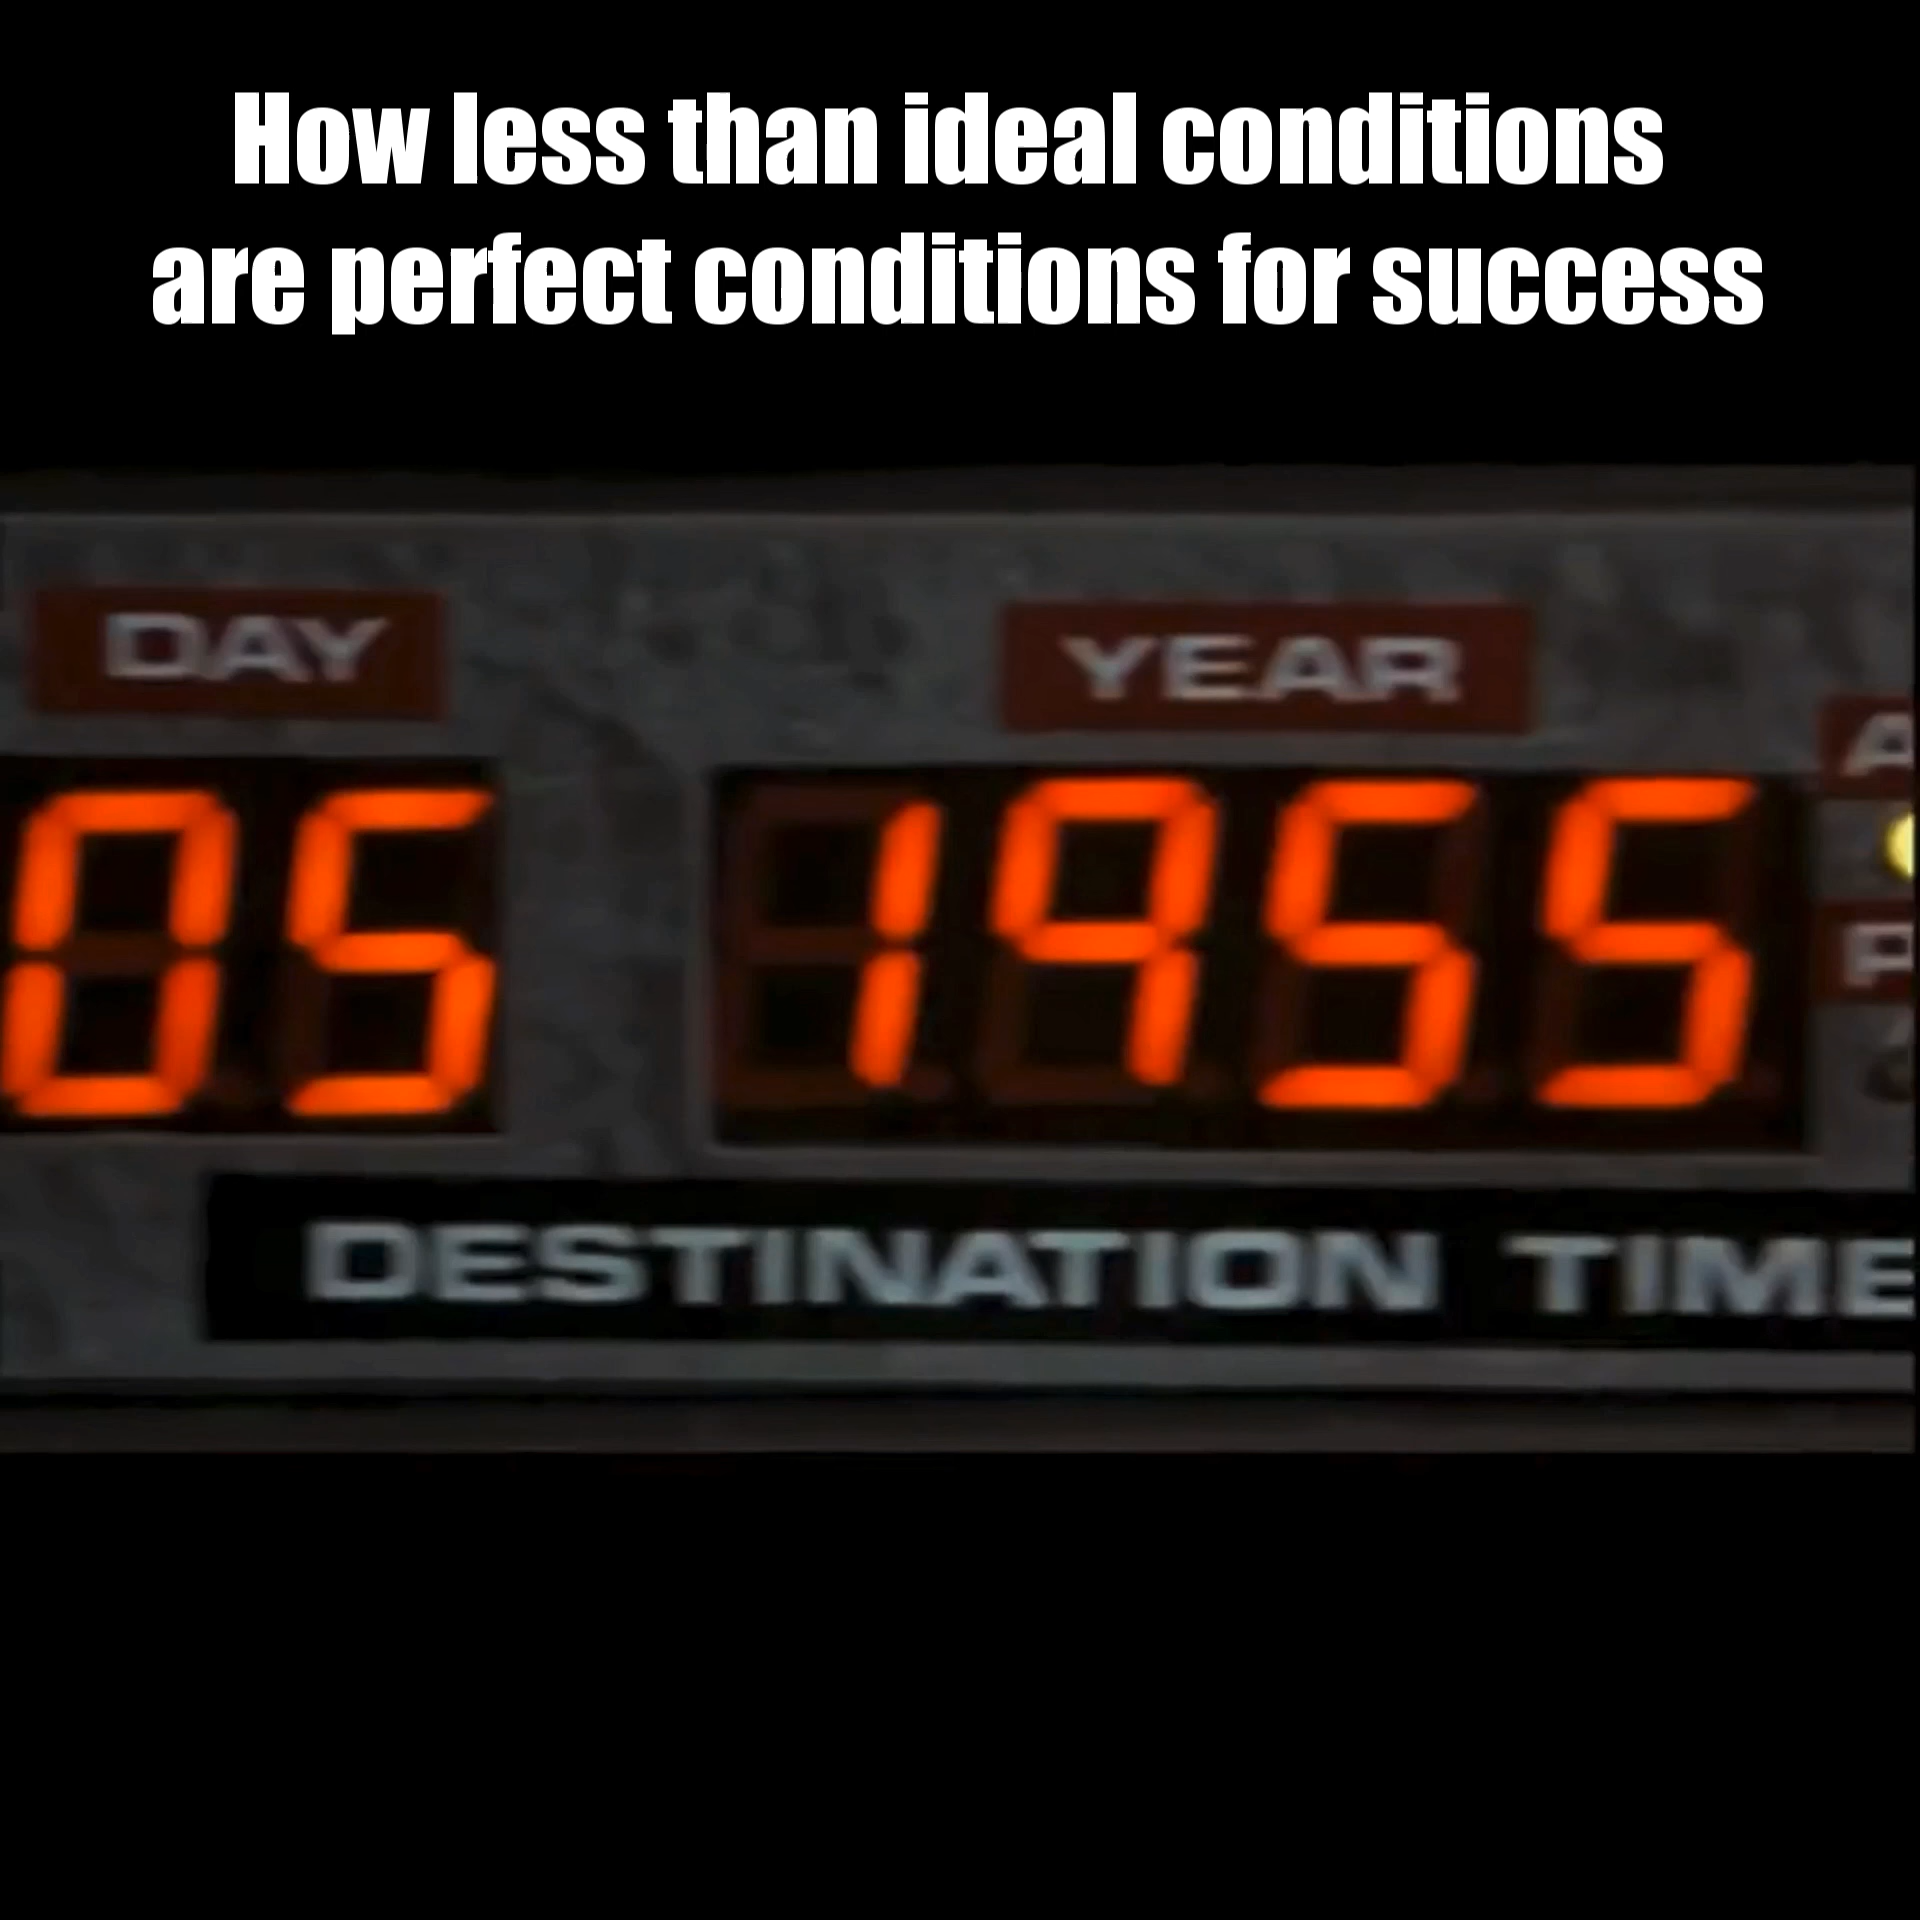 How less than ideal conditions
are perfect conditions for success
DAY YEAR
A
05 1955
P
DESTINATION TIME